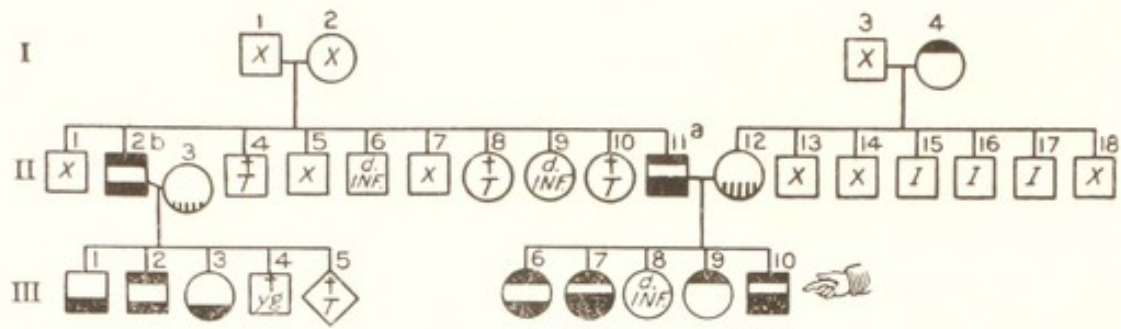 1 2 3 4
I X X X
1 2 b 3 4 5 6 7 8 9 10 11 a 12 13 14 15 16 17 18
II X † T X d. INF. X † T d. INF. † T X X I I I X
1 2 3 4 5 6 7 8 9 10
III † yg † T d. INF.